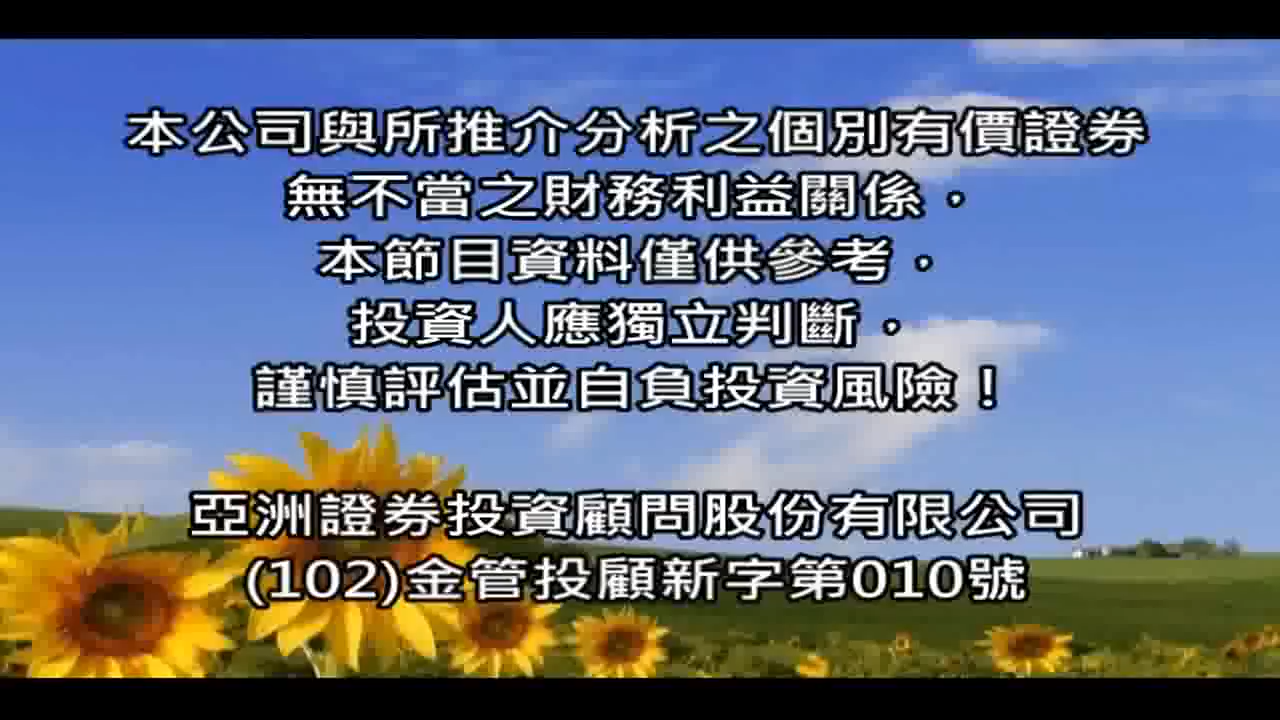 本公司與所推介分析之個別有價證券
無不當之財務利益關係，
本節目資料僅供參考，
投資人應獨立判斷，
謹慎評估並自負投資風險！
亞洲證券投資顧問股份有限公司
(102)金管投顧新字第010號